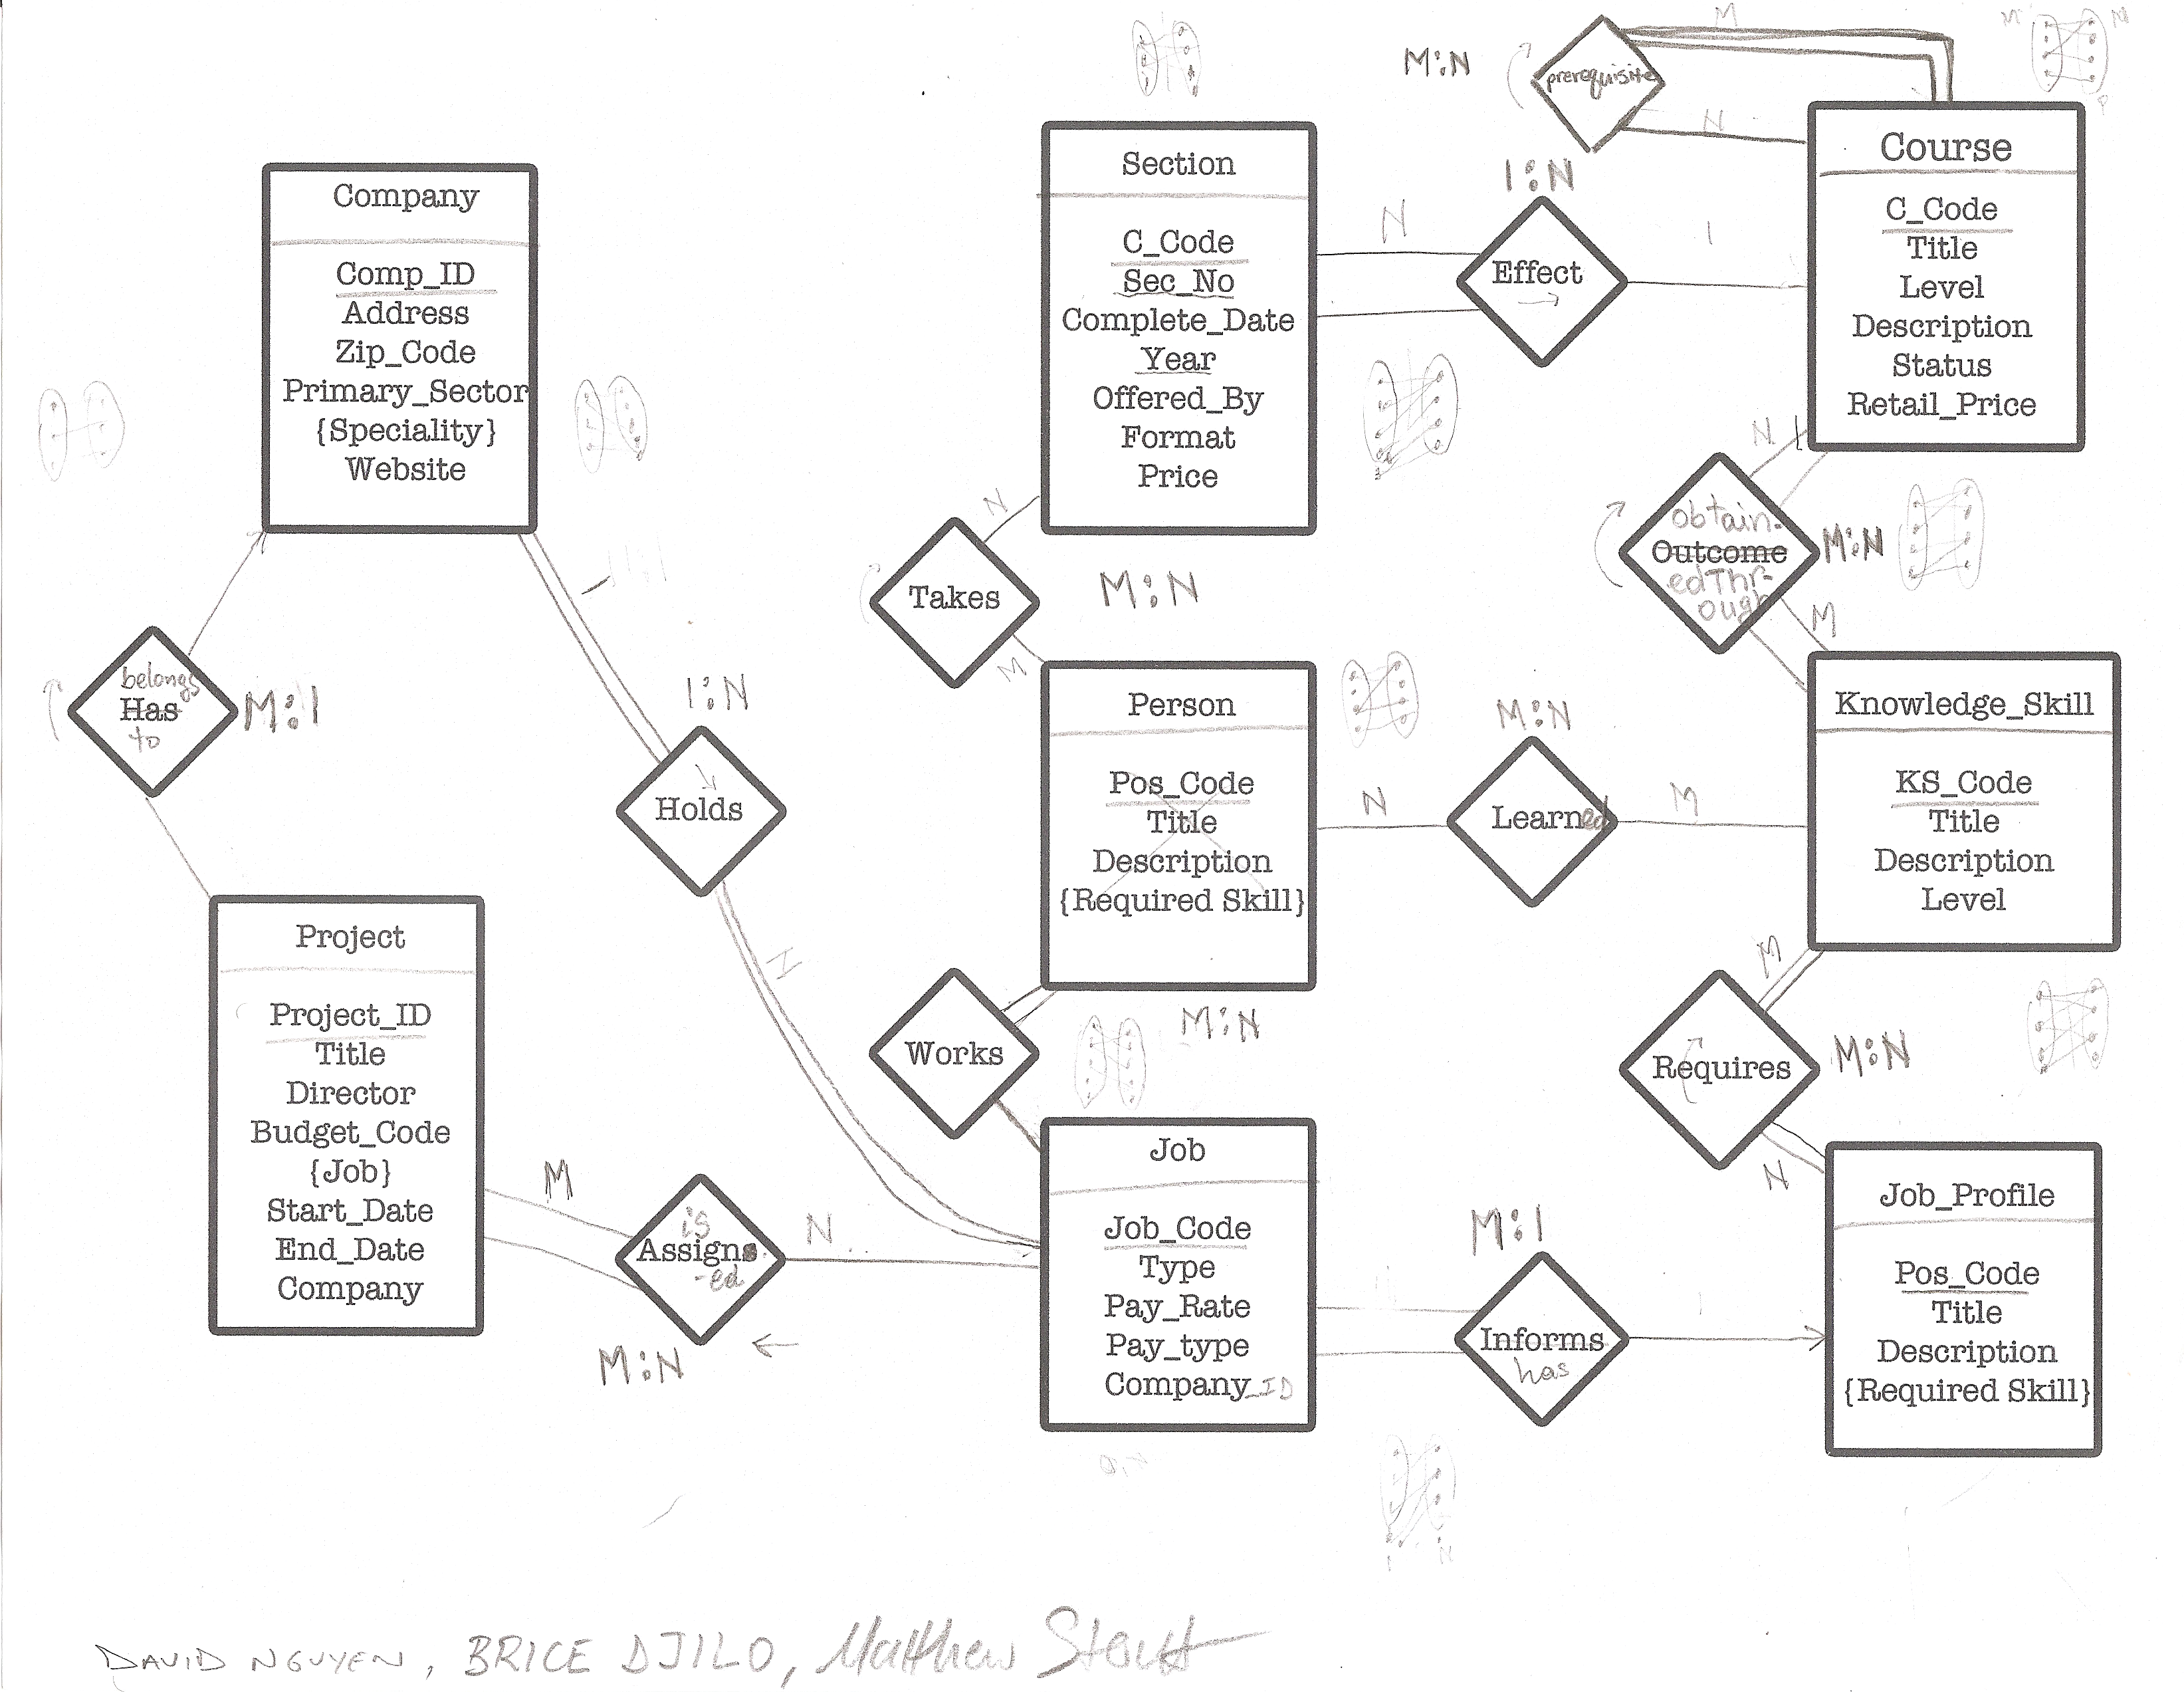 M
M N
M:N
prerequisite
N
Course
C_Code
Title
Level
Description
Status
Retail_Price
Section
C_Code
Sec_No
Complete_Date
Year
Offered_By
Format
Price
1:N
N
Effect
1
Company
Comp_ID
Address
Zip_Code
Primary_Sector
{Speciality}
Website
N
Takes
M:N
M
N
obtain-
Outcome
edThr-
ough
M:N
M
belongs
Has
to
M:1
1:N
Holds
N
Person
Pos_Code
Title
Description
{Required Skill}
M:N
N
Learned
M
Knowledge_Skill
KS_Code
Title
Description
Level
Project
Project_ID
Title
Director
Budget_Code
{Job}
Start_Date
End_Date
Company
Works
M:N
M
Requires
M:N
N
M
is
Assigns
-ed
N
M:N
Job
Job_Code
Type
Pay_Rate
Pay_type
Company_ID
M:1
Informs
has
1
Job_Profile
Pos_Code
Title
Description
{Required Skill}
DAVID NGUYEN, BRICE DJILO, Matthew